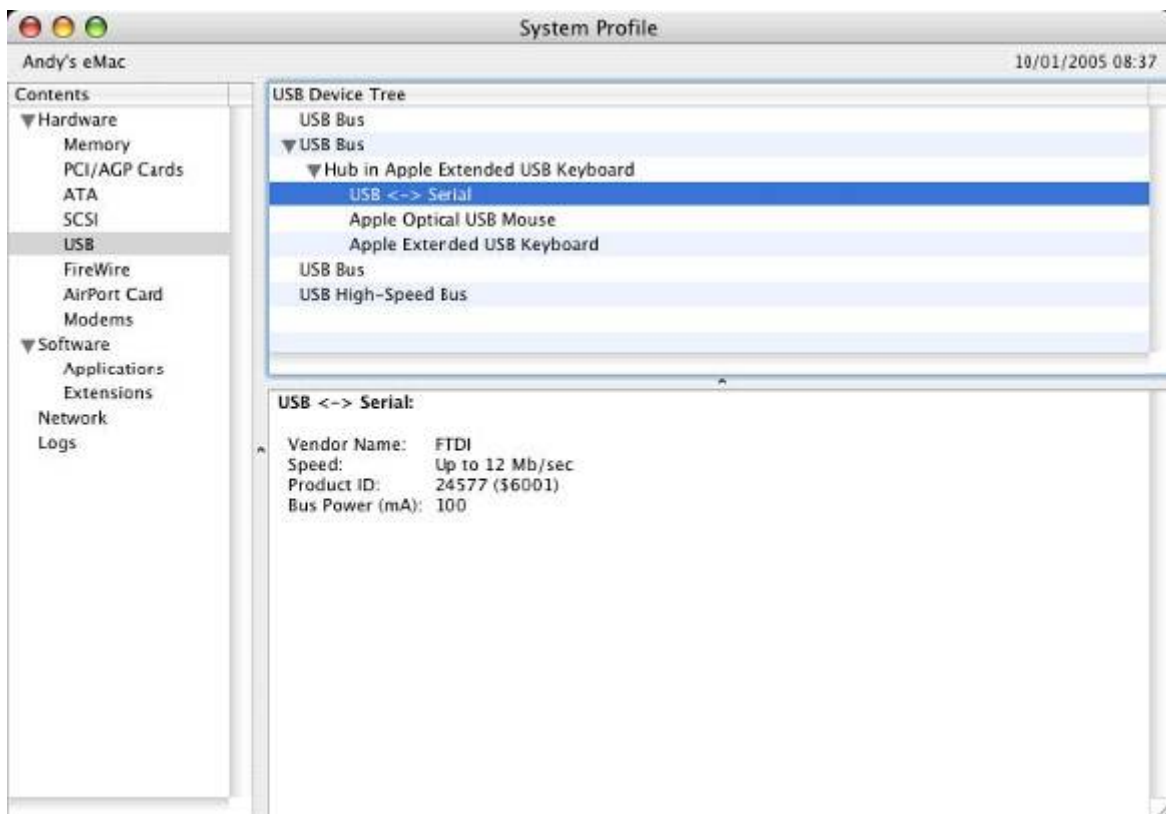 System Profile
Andy's eMac
10/01/2005 08:37
Contents
Hardware
Memory
PCI/AGP Cards
ATA
SCSI
USB
FireWire
AirPort Card
Modems
Software
Applications
Extensions
Network
Logs
USB Device Tree
USB Bus
USB Bus
Hub in Apple Extended USB Keyboard
USB <-> Serial
Apple Optical USB Mouse
Apple Extended USB Keyboard
USB Bus
USB High-Speed Bus
USB <-> Serial:
Vendor Name: FTDI
Speed: Up to 12 Mb/sec
Product ID: 24577 ($6001)
Bus Power (mA): 100